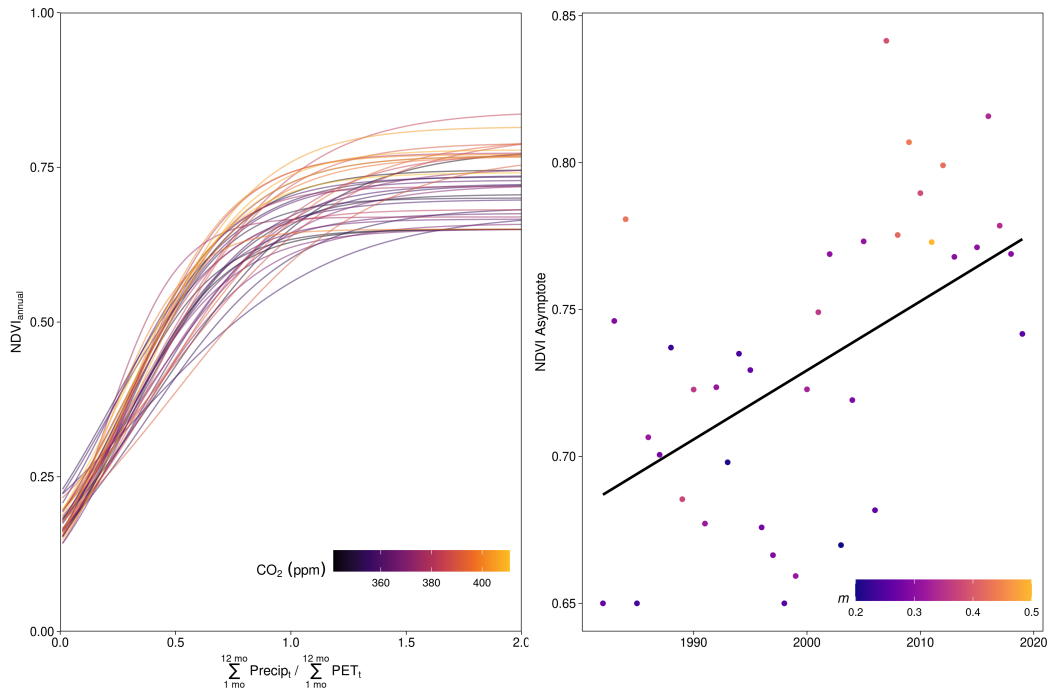 1.00
0.75
0.50
0.25
0.00
NDVIannual
CO2 (ppm)
360 380 400
0.0 0.5 1.0 1.5 2.0
12 mo 12 mo
∑ Precipt / ∑ PETt
1 mo 1 mo
0.85
0.80
0.75
0.70
0.65
NDVI Asymptote
m
0.2 0.3 0.4 0.5
1990 2000 2010 2020